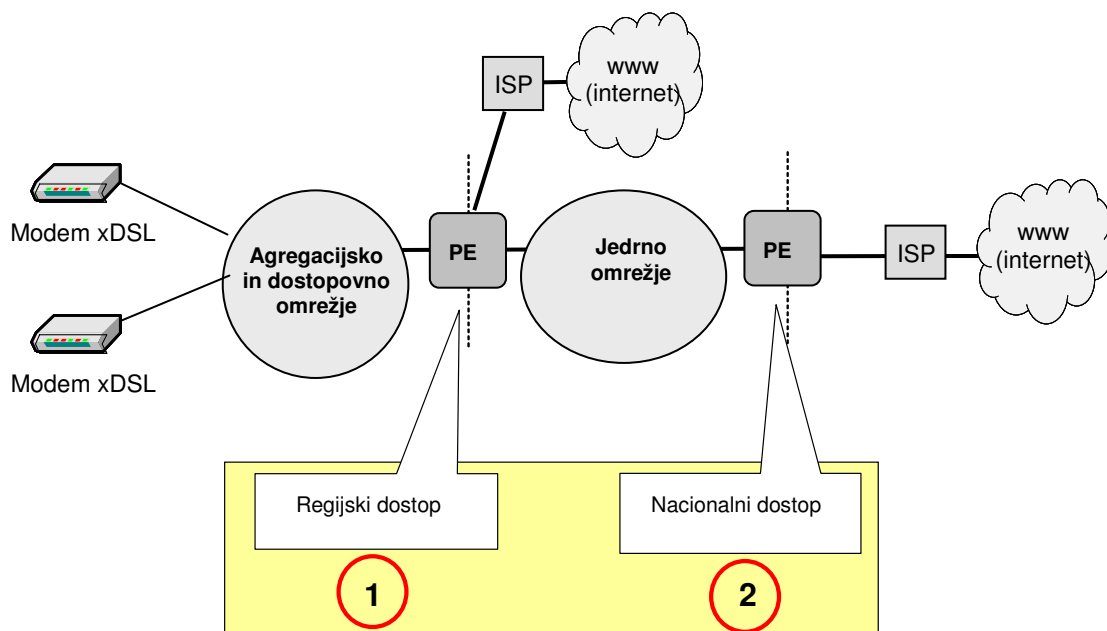 www
(internet)
ISP
Modem xDSL
Agregacijsko
in dostopovno
omrežje
PE
Jedrno
omrežje
PE
ISP
www
(internet)
Modem xDSL
Regijski dostop
Nacionalni dostop
1
2